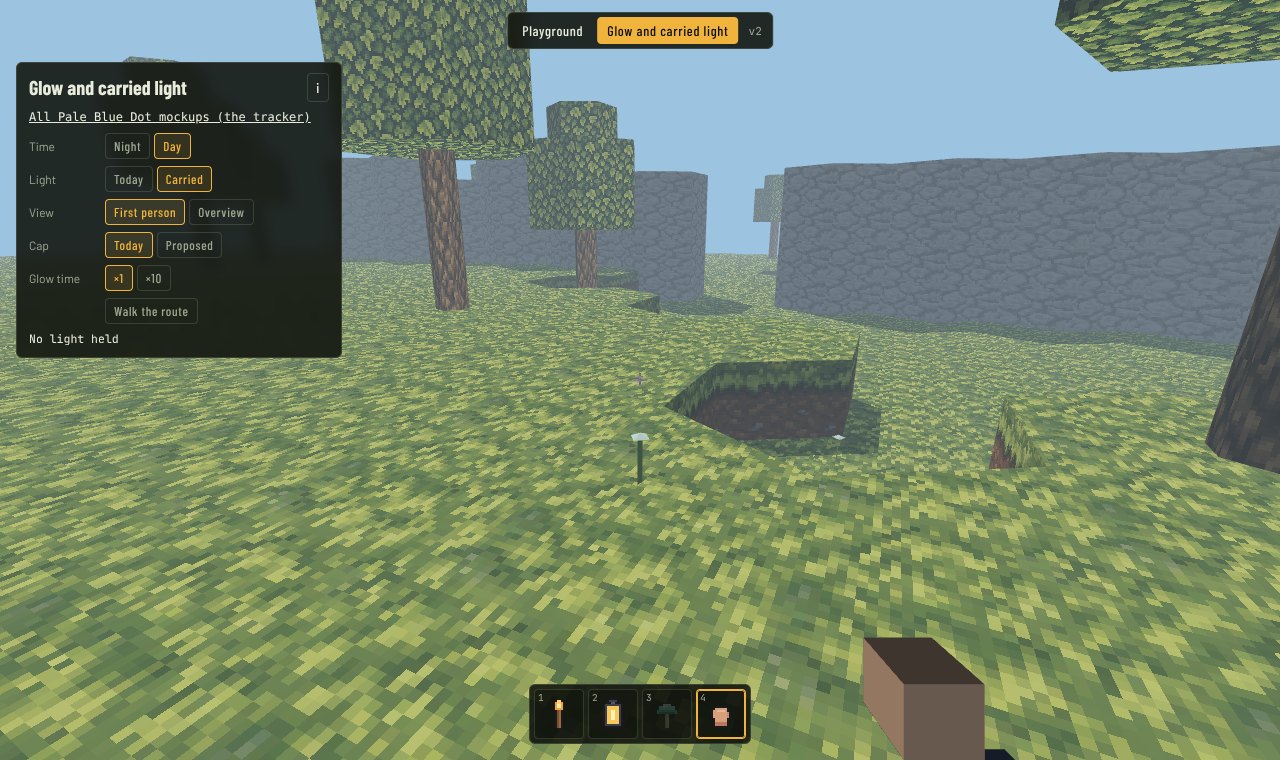 Playground Glow and carried light v2
Glow and carried light i
All Pale Blue Dot mockups (the tracker)
Time Night Day
Light Today Carried
View First person Overview
Cap Today Proposed
Glow time ×1 ×10
Walk the route
No light held
1 2 3 4